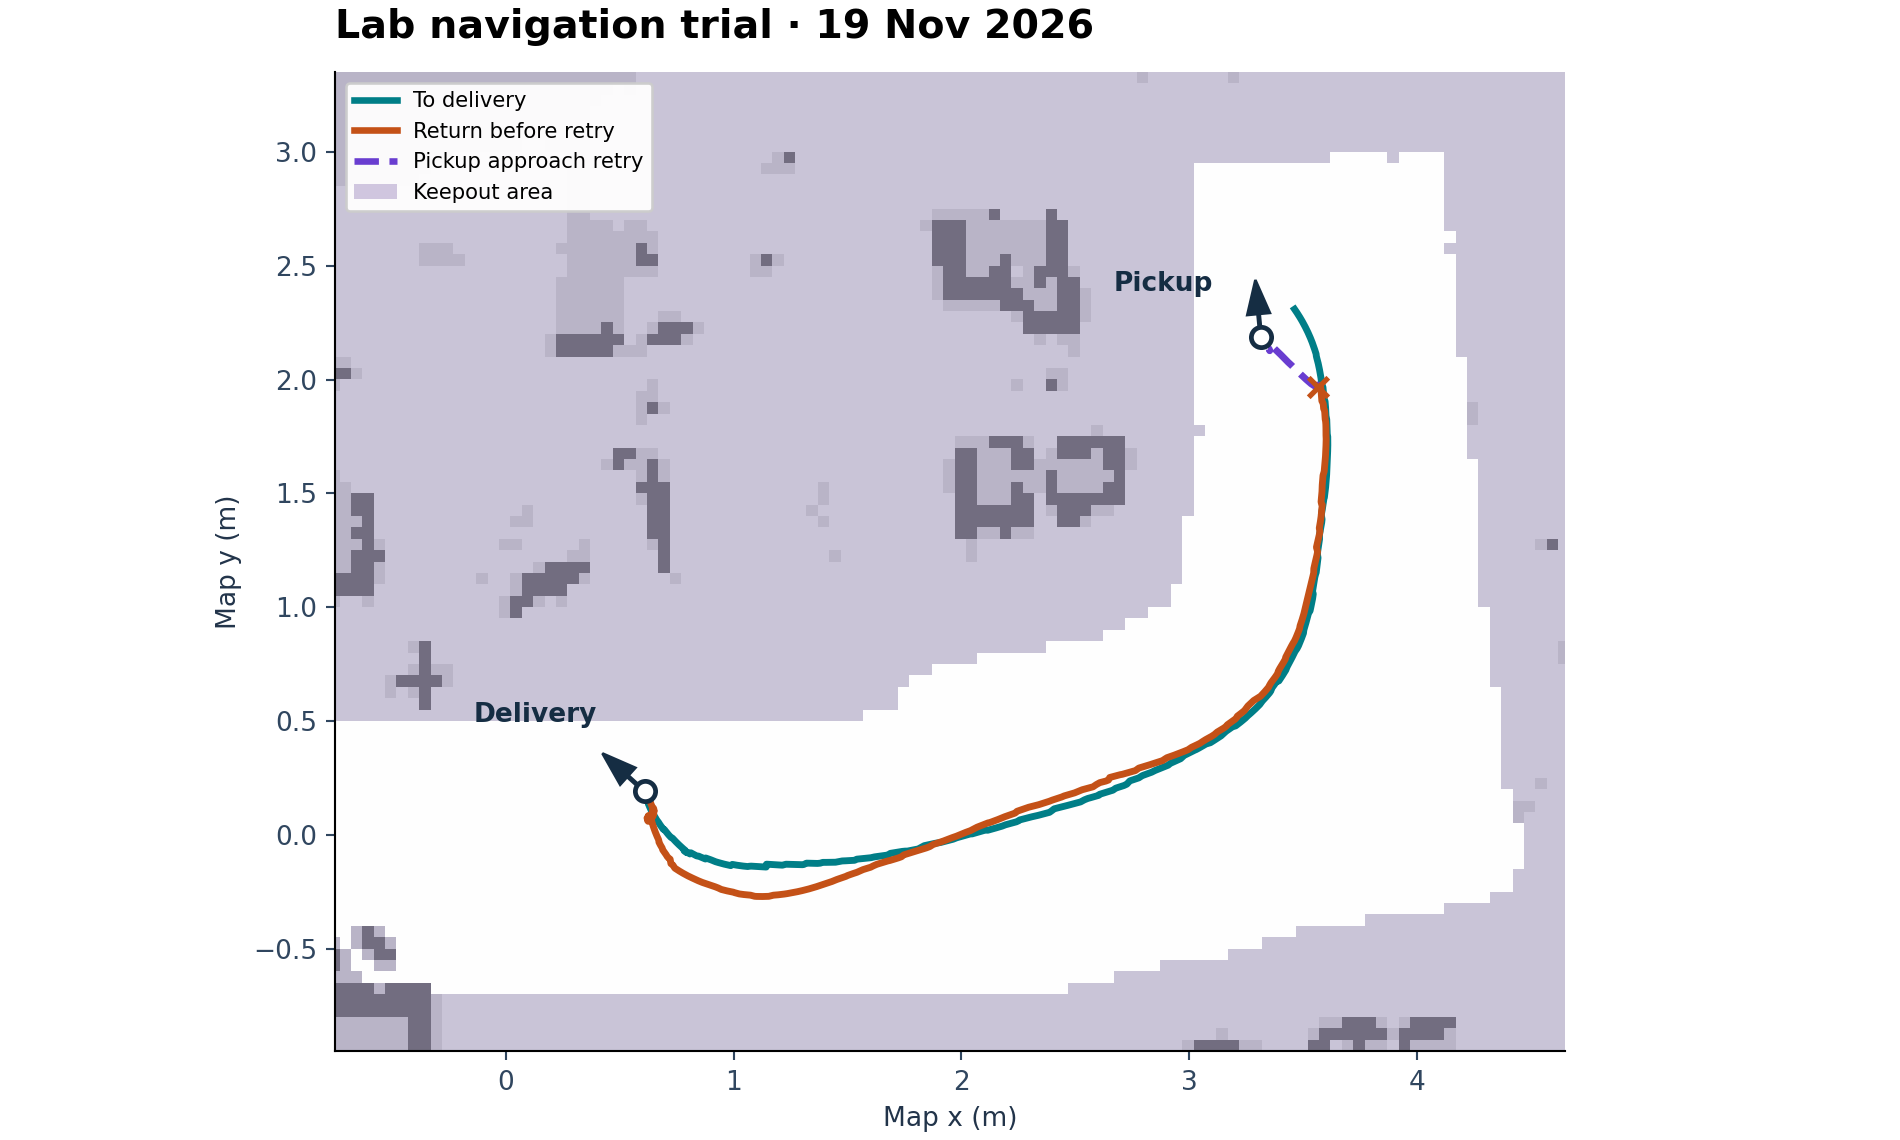 Lab navigation trial · 19 Nov 2026
To delivery
Return before retry
Pickup approach retry
Keepout area
Pickup
Delivery
Map y (m)
3.0
2.5
2.0
1.5
1.0
0.5
0.0
−0.5
0 1 2 3 4
Map x (m)